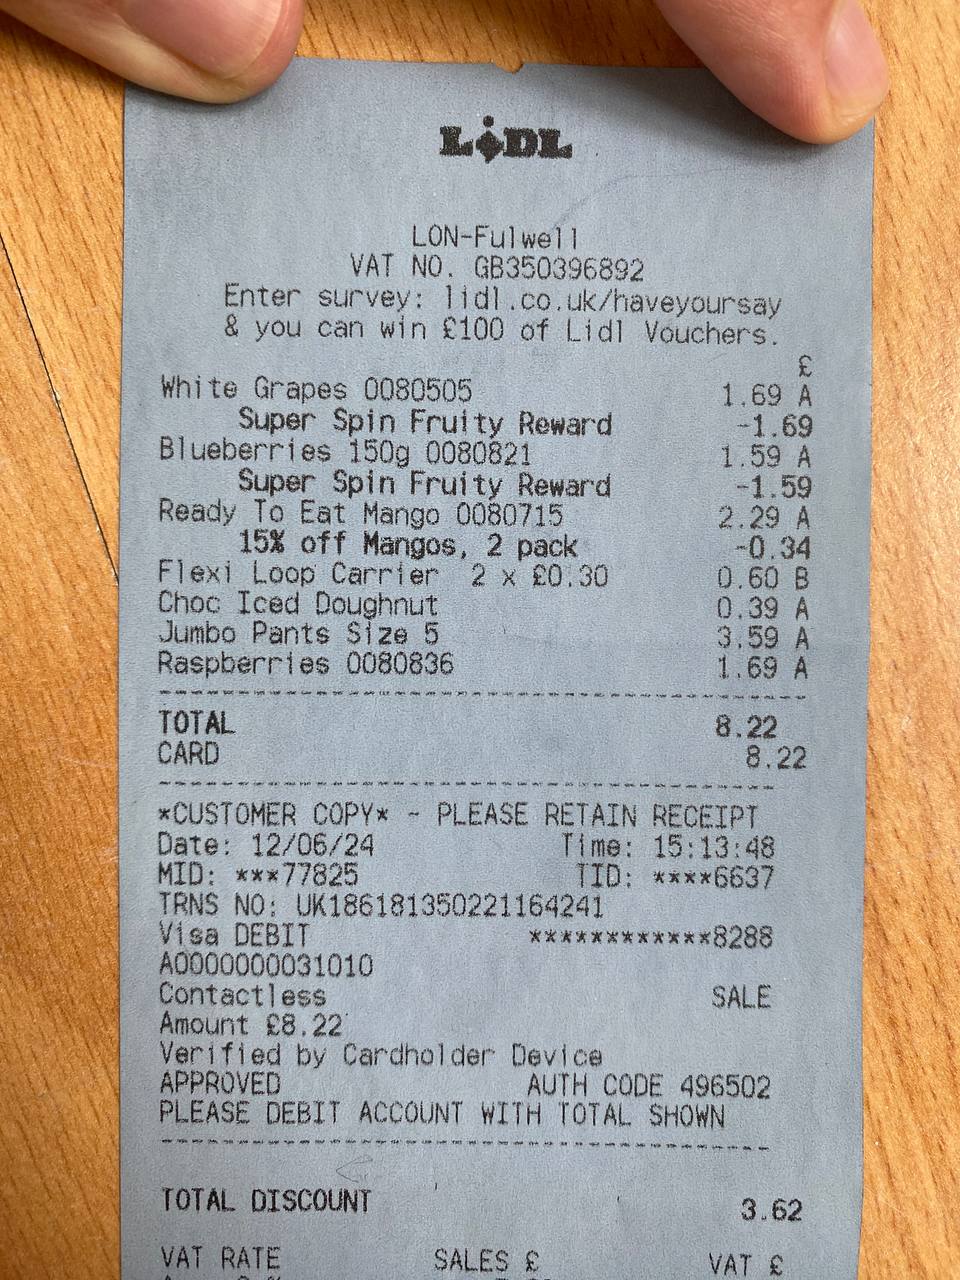 LiDL
LON-Fulwell
VAT NO. GB350396892
Enter survey: lidl.co.uk/haveyoursay
& you can win £100 of Lidl Vouchers.
£
White Grapes 0080505 1.69 A
Super Spin Fruity Reward -1.69
Blueberries 150g 0080821 1.59 A
Super Spin Fruity Reward -1.59
Ready To Eat Mango 0080715 2.29 A
15% off Mangos, 2 pack -0.34
Flexi Loop Carrier 2 x £0.30 0.60 B
Choc Iced Doughnut 0.39 A
Jumbo Pants Size 5 3.59 A
Raspberries 0080836 1.69 A
TOTAL 8.22
CARD 8.22
*CUSTOMER COPY* - PLEASE RETAIN RECEIPT
Date: 12/06/24 Time: 15:13:48
MID: ***77825 TID: ****6637
TRNS NO: UK186181350221164241
Visa DEBIT ************8288
A0000000031010
Contactless SALE
Amount £8.22
Verified by Cardholder Device
APPROVED AUTH CODE 496502
PLEASE DEBIT ACCOUNT WITH TOTAL SHOWN
TOTAL DISCOUNT 3.62
VAT RATE SALES £ VAT £